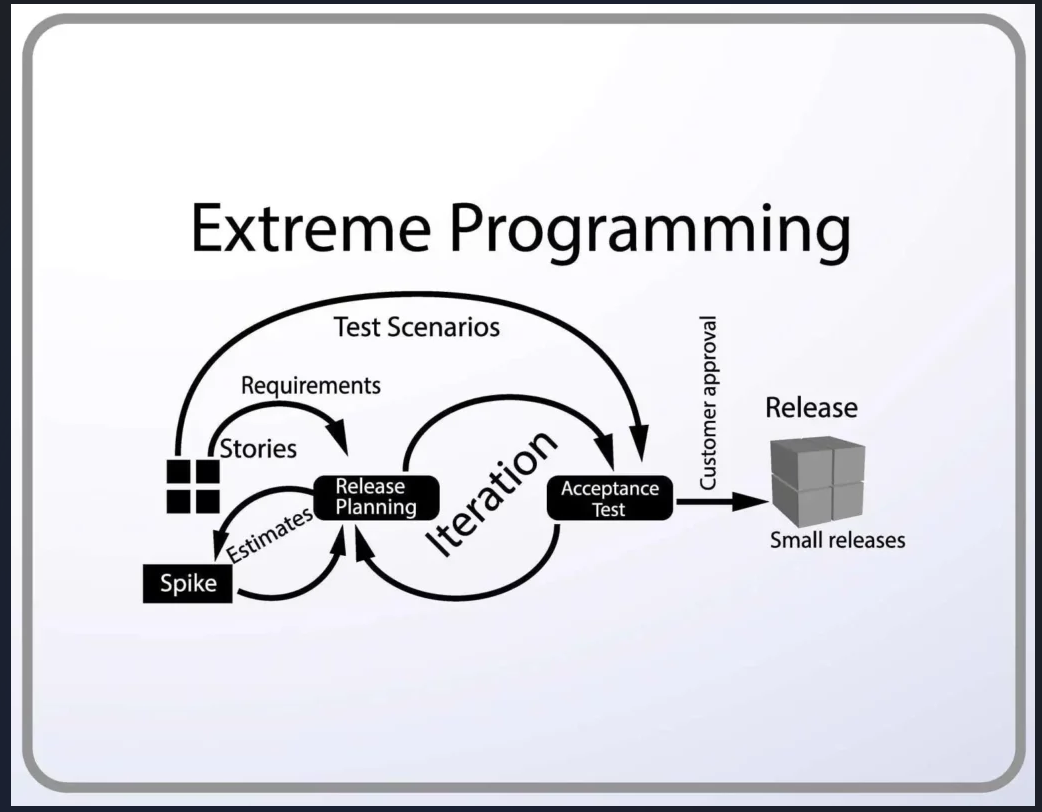 Extreme Programming
Test Scenarios
Requirements
Stories
Release
Planning
Iteration
Estimates
Spike
Acceptance
Test
Customer approval
Release
Small releases